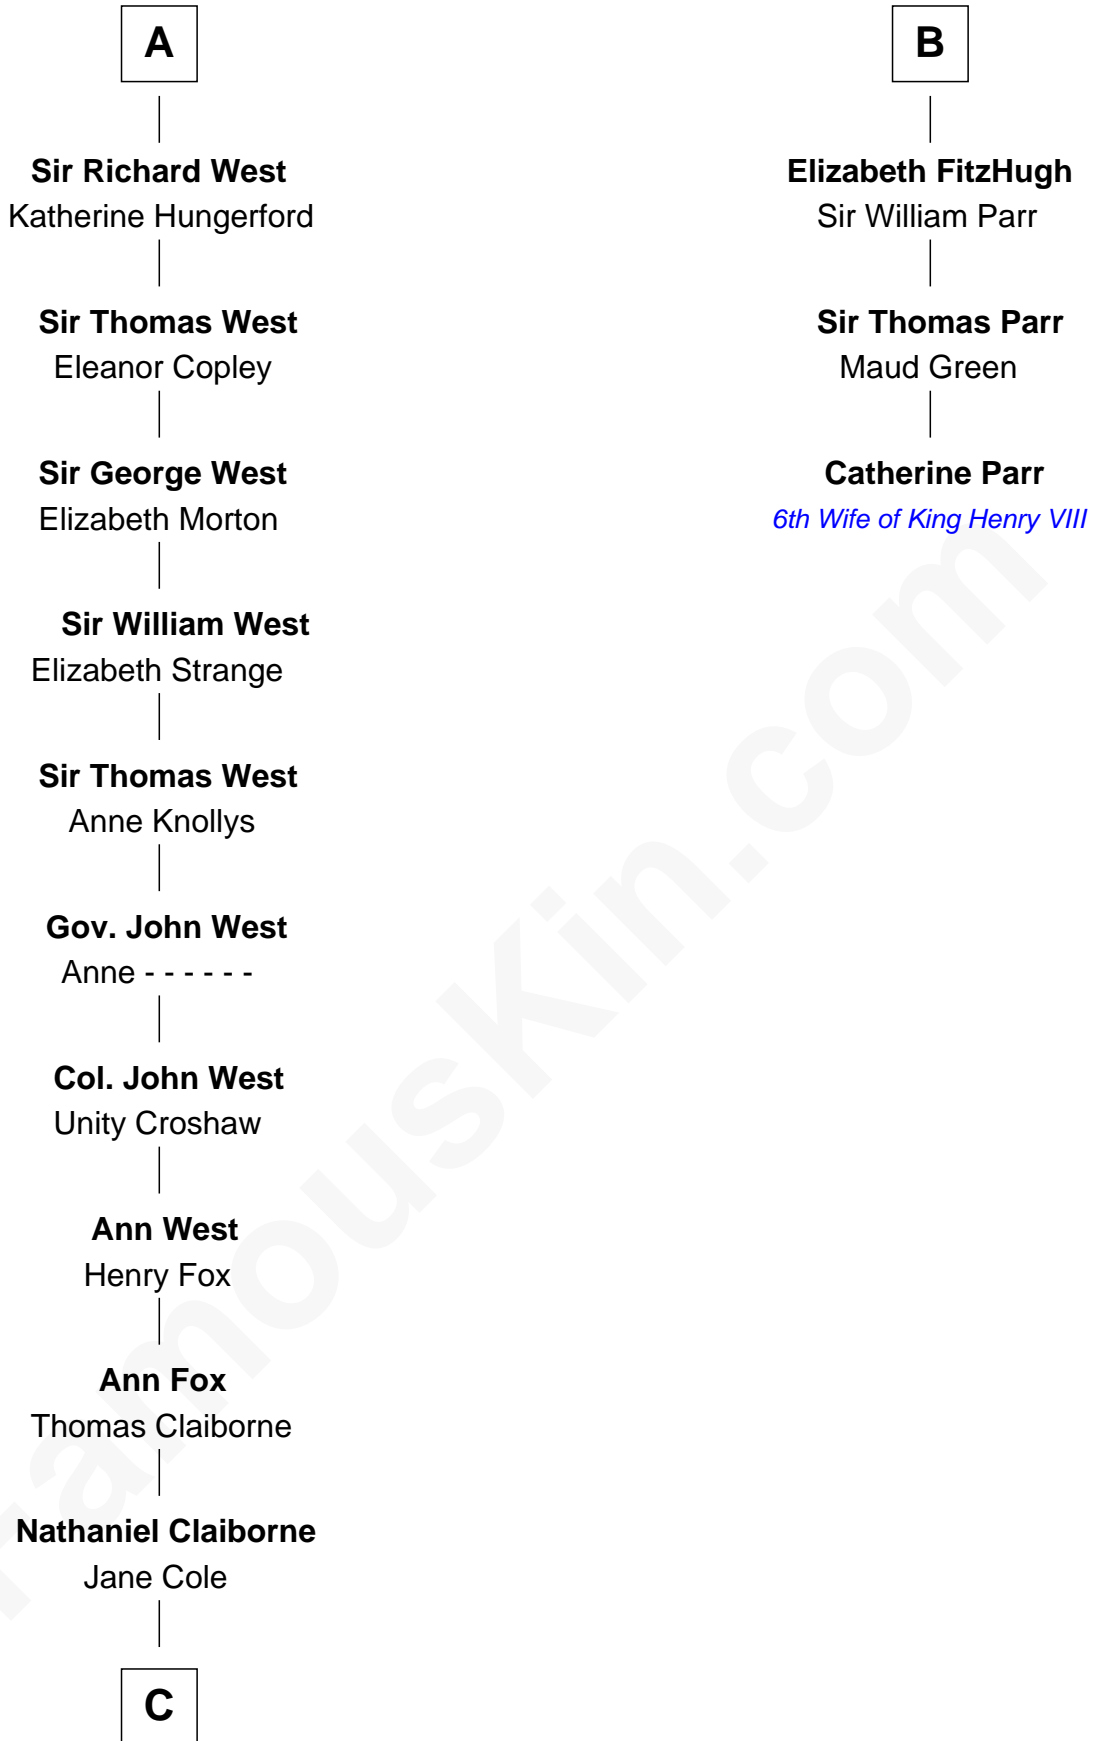 A
Sir Richard West
Katherine Hungerford
Sir Thomas West
Eleanor Copley
Sir George West
Elizabeth Morton
Sir William West
Elizabeth Strange
Sir Thomas West
Anne Knollys
Gov. John West
Anne - - - - - -
Col. John West
Unity Croshaw
Ann West
Henry Fox
Ann Fox
Thomas Claiborne
Nathaniel Claiborne
Jane Cole
C
B
Elizabeth FitzHugh
Sir William Parr
Sir Thomas Parr
Maud Green
Catherine Parr
6th Wife of King Henry VIII
FamousKin.com